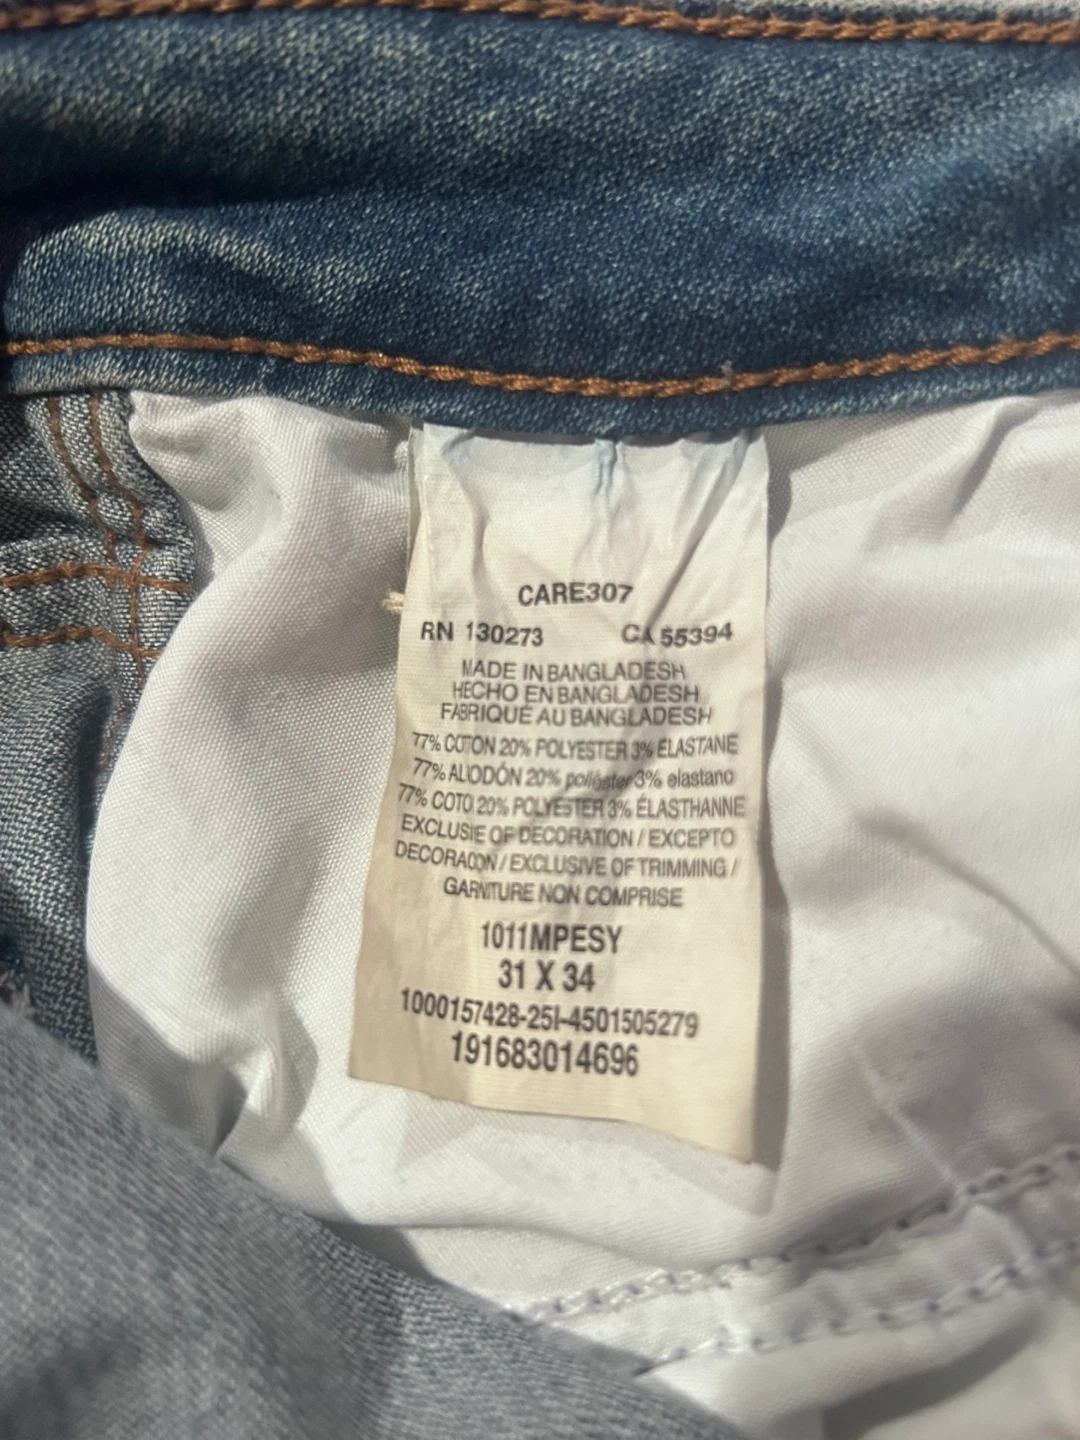 CARE307
RN 130273 CA 55394
MADE IN BANGLADESH
HECHO EN BANGLADESH
FABRIQUÉ AU BANGLADESH
77% COTTON 20% POLYESTER 3% ELASTANE
77% ALGODÓN 20% poliéster 3% elastano
77% COTO 20% POLYESTER 3% ÉLASTHANNE
EXCLUSIE OF DECORATION / EXCEPTO
DECORACON / EXCLUSIVE OF TRIMMING /
GARNITURE NON COMPRISE
1011MPESY
31 X 34
1000157428-25I-4501505279
191683014696